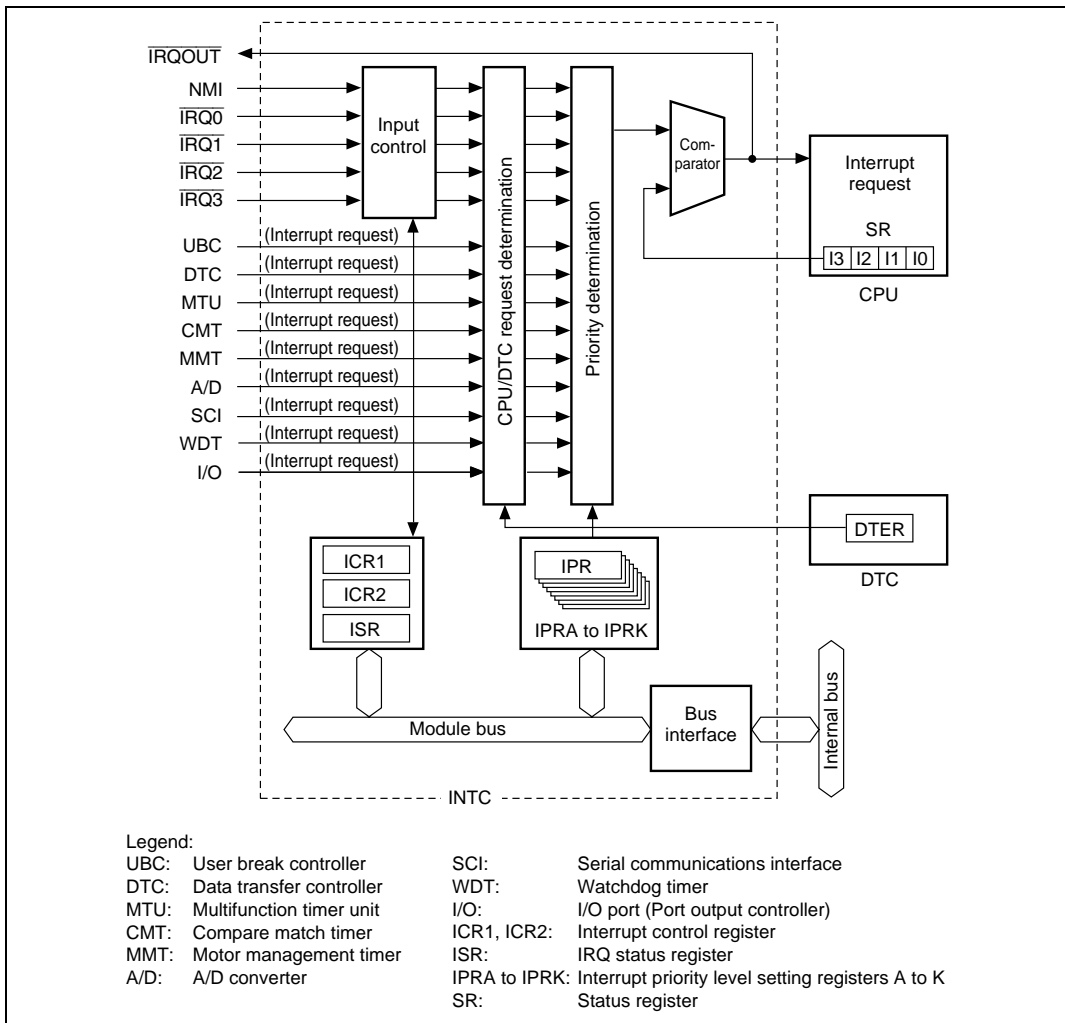 IRQOUT
NMI
IRQ0
IRQ1
IRQ2
IRQ3
Input
control
UBC (Interrupt request)
DTC (Interrupt request)
MTU (Interrupt request)
CMT (Interrupt request)
MMT (Interrupt request)
A/D (Interrupt request)
SCI (Interrupt request)
WDT (Interrupt request)
I/O (Interrupt request)
CPU/DTC request determination
Priority determination
Com-
parator
Interrupt
request
SR
I3 I2 I1 I0
CPU
DTER
DTC
ICR1
ICR2
ISR
IPR
IPRA to IPRK
Module bus
Bus
interface
Internal bus
INTC
Legend:
UBC: User break controller
DTC: Data transfer controller
MTU: Multifunction timer unit
CMT: Compare match timer
MMT: Motor management timer
A/D: A/D converter
SCI: Serial communications interface
WDT: Watchdog timer
I/O: I/O port (Port output controller)
ICR1, ICR2: Interrupt control register
ISR: IRQ status register
IPRA to IPRK: Interrupt priority level setting registers A to K
SR: Status register